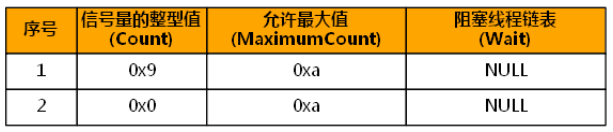 序号 信号量的整型值 (Count) 允许最大值 (MaximumCount) 阻塞线程链表 (Wait)
1 0x9 0xa NULL
2 0x0 0xa NULL